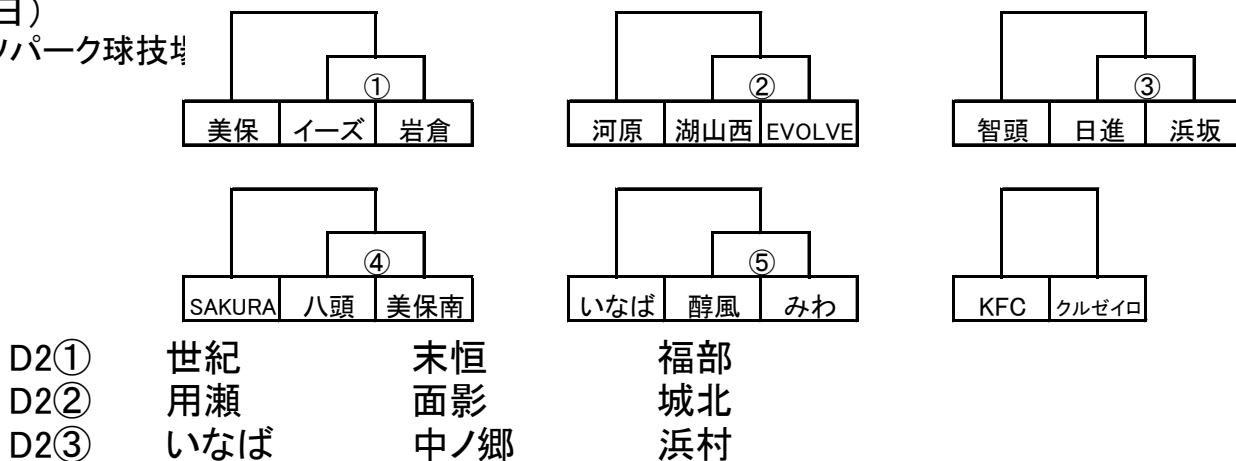 日）
ツパーク球技場
① ② ③
美保 イーズ 岩倉 河原 湖山西 EVOLVE 智頭 日進 浜坂
④ ⑤
SAKURA 八頭 美保南 いなば 醇風 みわ KFC クルゼイロ
D2① 世紀 末恒 福部
D2② 用瀬 面影 城北
D2③ いなば 中ノ郷 浜村